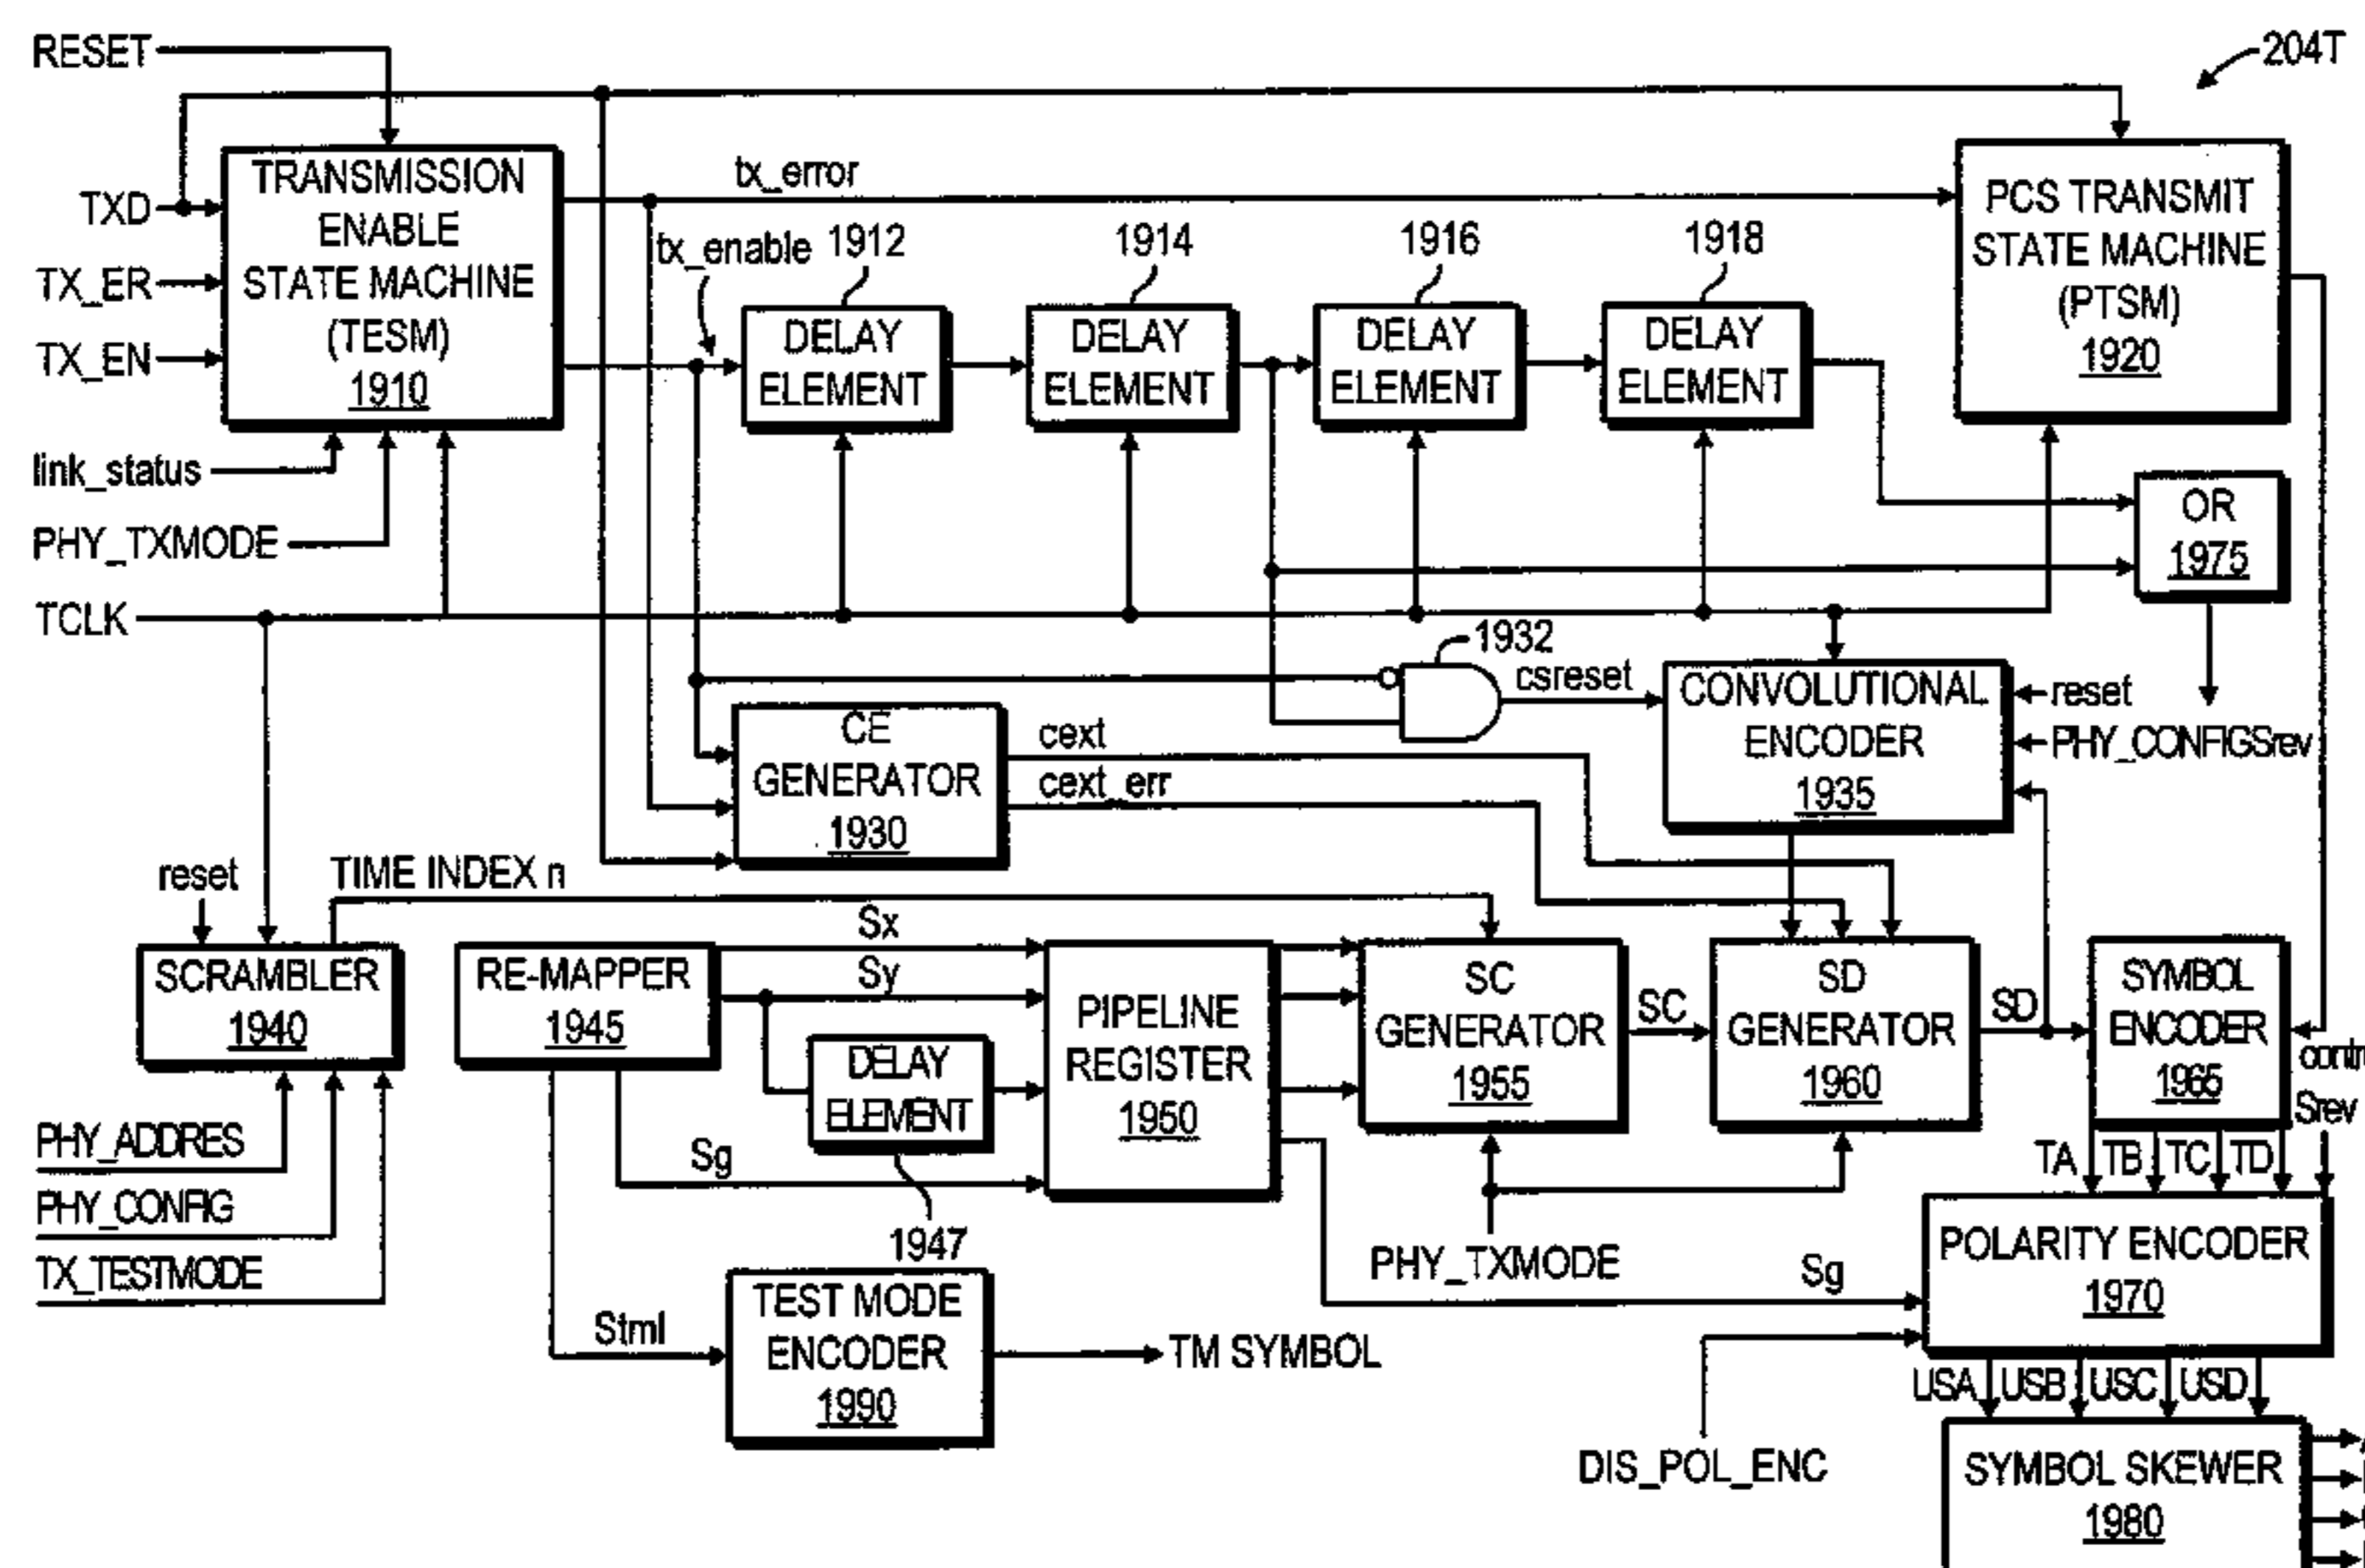 RESET
204T
TXD
TX_ER
TX_EN
link_status
PHY_TXMODE
TCLK
TRANSMISSION
ENABLE
STATE MACHINE
(TESM)
1910
tx_error
tx_enable
1912
DELAY
ELEMENT
1914
DELAY
ELEMENT
1916
DELAY
ELEMENT
1918
DELAY
ELEMENT
PCS TRANSMIT
STATE MACHINE
(PTSM)
1920
OR
1975
1932
csreset
CONVOLUTIONAL
ENCODER
1935
reset
PHY_CONFIGSrev
CE
GENERATOR
1930
cext
cext_err
reset
TIME INDEX n
SCRAMBLER
1940
PHY_ADDRES
PHY_CONFIG
TX_TESTMODE
RE-MAPPER
1945
Sx
Sy
DELAY
ELEMENT
1947
Sg
PIPELINE
REGISTER
1950
SC
GENERATOR
1955
SC
SD
GENERATOR
1960
SD
SYMBOL
ENCODER
1965
Srev
TA TB TC TD
PHY_TXMODE
Sg
POLARITY ENCODER
1970
Stml
TEST MODE
ENCODER
1990
TM SYMBOL
DIS_POL_ENC
USA USB USC USD
SYMBOL SKEWER
1980